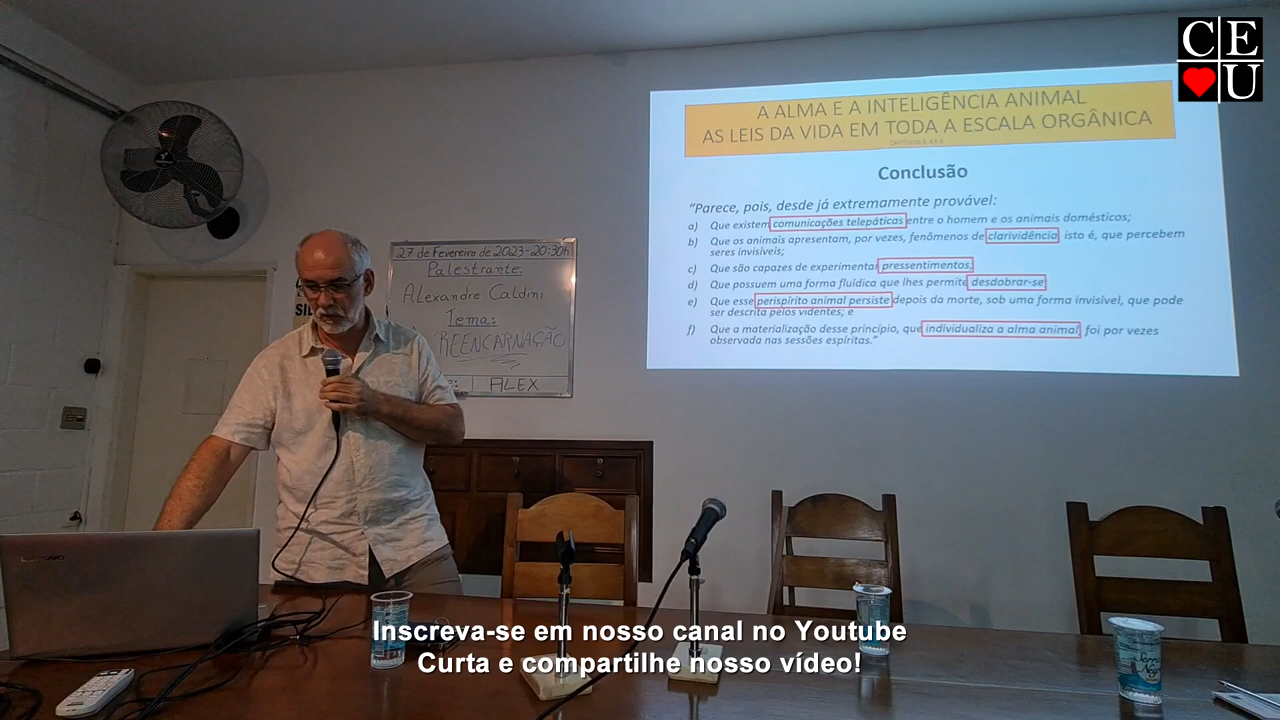 CE
U
A ALMA E A INTELIGÊNCIA ANIMAL
AS LEIS DA VIDA EM TODA A ESCALA ORGÂNICA
Conclusão
“Parece, pois, desde já extremamente provável:
a) Que existem comunicações telepáticas entre o homem e os animais domésticos;
b) Que os animais apresentam, por vezes, fenômenos de clarividência, isto é, que percebem
seres invisíveis;
c) Que são capazes de experimentar pressentimentos;
d) Que possuem uma forma fluídica que lhes permite desdobrar-se
e) Que esse perispírito animal persiste depois da morte, sob uma forma invisível, que pode
ser descrita pelos videntes; e
f) Que a materialização desse princípio, que individualiza a alma animal, foi por vezes
observada nas sessões espíritas.”
27 de Fevereiro de 2023-20:30h
Palestrante:
ALexandre Caldini
Tema:
REENCARNAÇÃO
ALEX
Inscreva-se em nosso canal no Youtube
Curta e compartilhe nosso vídeo!